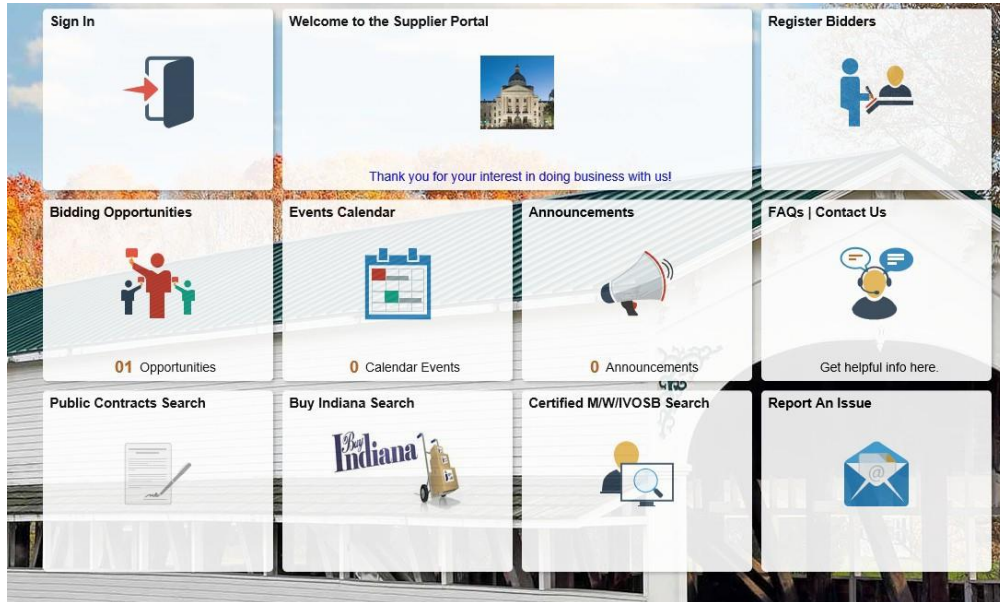 Sign In
Welcome to the Supplier Portal
Register Bidders
Thank you for your interest in doing business with us!
Bidding Opportunities
Events Calendar
Announcements
FAQs | Contact Us
01 Opportunities
0 Calendar Events
0 Announcements
Get helpful info here.
Public Contracts Search
Buy Indiana Search
Certified M/W/IVOSB Search
Report An Issue
Buy
Indiana
@